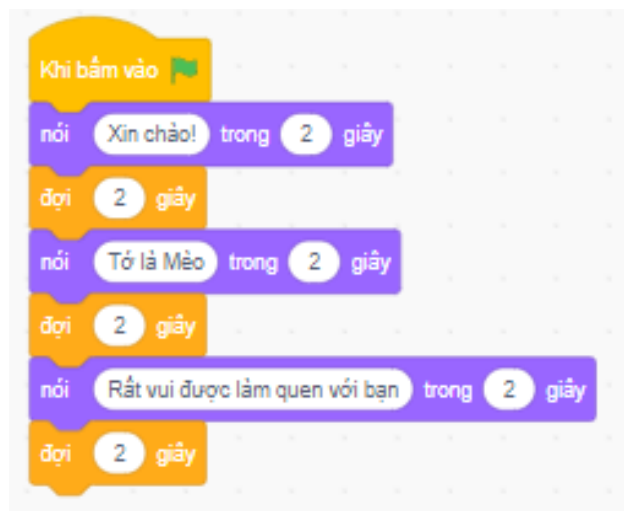 Khi bấm vào
nói Xin chào! trong 2 giây
đợi 2 giây
nói Tớ là Mèo trong 2 giây
đợi 2 giây
nói Rất vui được làm quen với bạn trong 2 giây
đợi 2 giây